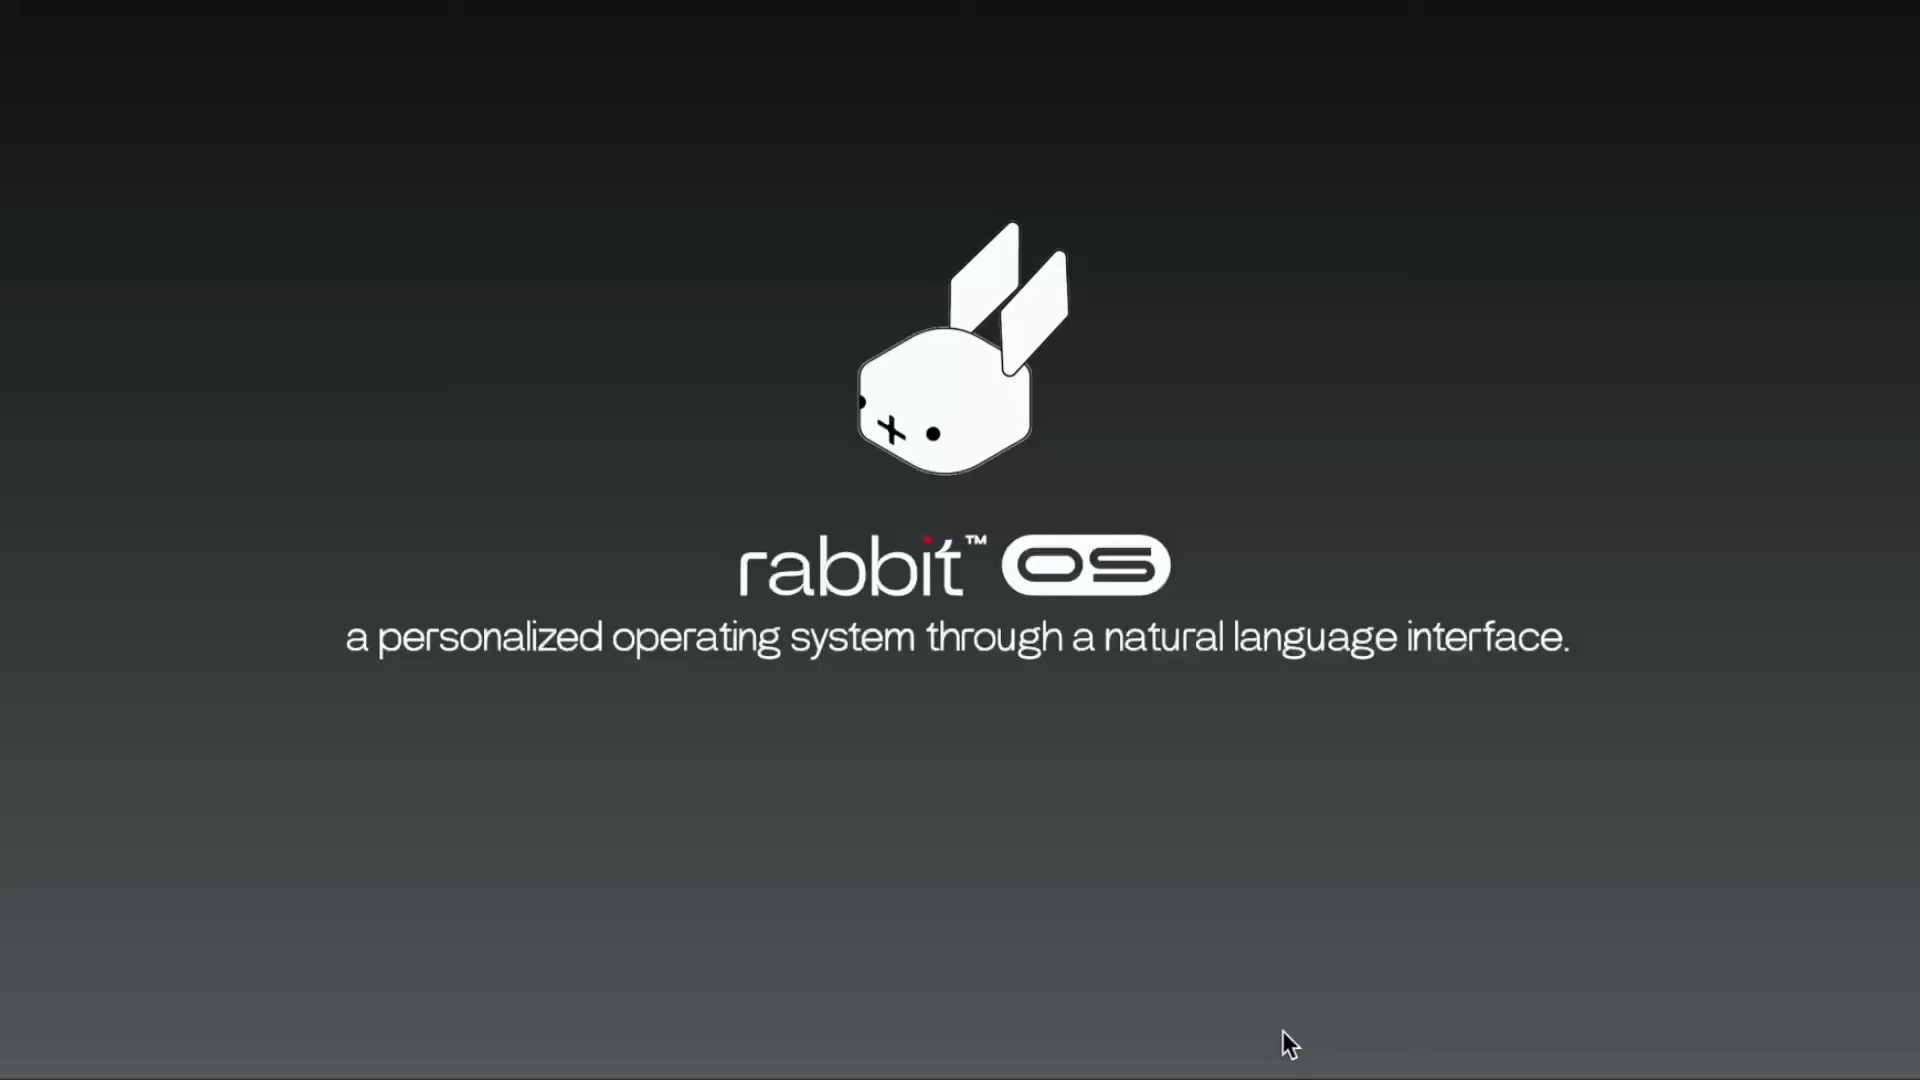 rabbit™ OS
a personalized operating system through a natural language interface.